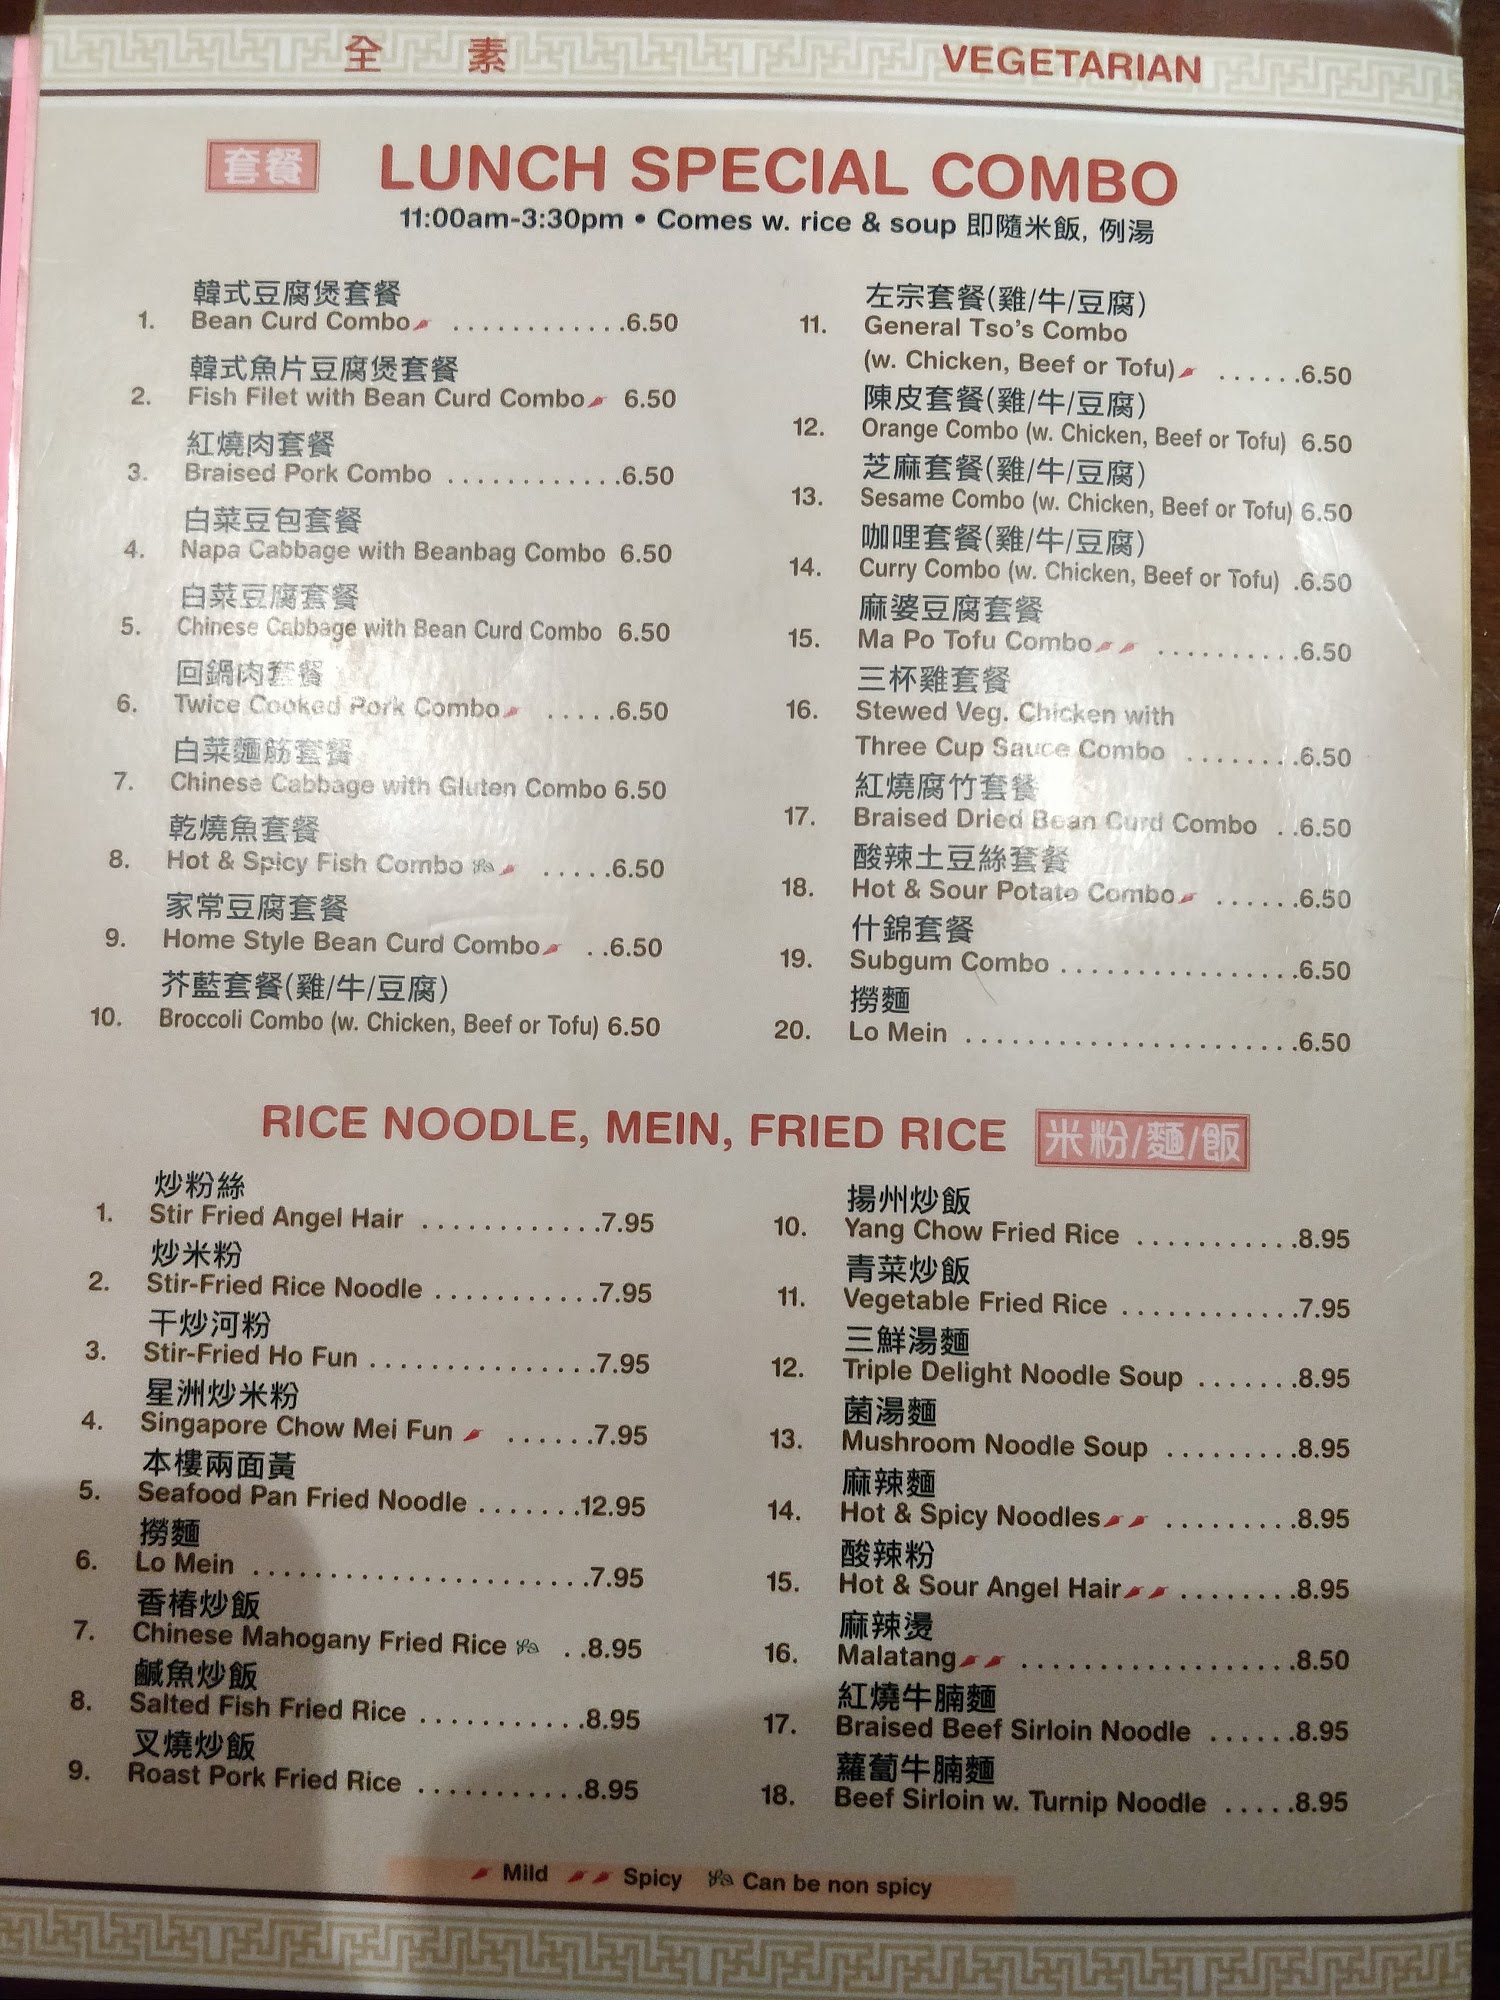 全 素 VEGETARIAN
套餐 LUNCH SPECIAL COMBO
11:00am-3:30pm • Comes w. rice & soup 即隨米飯, 例湯
韓式豆腐煲套餐
1. Bean Curd Combo ............6.50
韓式魚片豆腐煲套餐
2. Fish Filet with Bean Curd Combo 6.50
紅燒肉套餐
3. Braised Pork Combo ............6.50
白菜豆包套餐
4. Napa Cabbage with Beanbag Combo 6.50
白菜豆腐套餐
5. Chinese Cabbage with Bean Curd Combo 6.50
回鍋肉套餐
6. Twice Cooked Pork Combo .....6.50
白菜麵筋套餐
7. Chinese Cabbage with Gluten Combo 6.50
乾燒魚套餐
8. Hot & Spicy Fish Combo .....6.50
家常豆腐套餐
9. Home Style Bean Curd Combo ..6.50
芥藍套餐(雞/牛/豆腐)
10. Broccoli Combo (w. Chicken, Beef or Tofu) 6.50
左宗套餐(雞/牛/豆腐)
11. General Tso's Combo
(w. Chicken, Beef or Tofu) ......6.50
陳皮套餐(雞/牛/豆腐)
12. Orange Combo (w. Chicken, Beef or Tofu) 6.50
芝麻套餐(雞/牛/豆腐)
13. Sesame Combo (w. Chicken, Beef or Tofu) 6.50
咖哩套餐(雞/牛/豆腐)
14. Curry Combo (w. Chicken, Beef or Tofu) .6.50
麻婆豆腐套餐
15. Ma Po Tofu Combo ..........6.50
三杯雞套餐
16. Stewed Veg. Chicken with
Three Cup Sauce Combo ........6.50
紅燒腐竹套餐
17. Braised Dried Bean Curd Combo ..6.50
酸辣土豆絲套餐
18. Hot & Sour Potato Combo ......6.50
什錦套餐
19. Subgum Combo ................6.50
撈麵
20. Lo Mein .......................6.50
RICE NOODLE, MEIN, FRIED RICE 米粉/麵/飯
炒粉絲
1. Stir Fried Angel Hair ............7.95
炒米粉
2. Stir-Fried Rice Noodle ...........7.95
干炒河粉
3. Stir-Fried Ho Fun ...............7.95
星洲炒米粉
4. Singapore Chow Mei Fun ......7.95
本樓兩面黃
5. Seafood Pan Fried Noodle .......12.95
撈麵
6. Lo Mein .......................7.95
香椿炒飯
7. Chinese Mahogany Fried Rice ..8.95
鹹魚炒飯
8. Salted Fish Fried Rice ...........8.95
叉燒炒飯
9. Roast Pork Fried Rice ...........8.95
揚州炒飯
10. Yang Chow Fried Rice ...........8.95
青菜炒飯
11. Vegetable Fried Rice ............7.95
三鮮湯麵
12. Triple Delight Noodle Soup .......8.95
菌湯麵
13. Mushroom Noodle Soup .........8.95
麻辣麵
14. Hot & Spicy Noodles .........8.95
酸辣粉
15. Hot & Sour Angel Hair ........8.95
麻辣燙
16. Malatang ...................8.50
紅燒牛腩麵
17. Braised Beef Sirloin Noodle ......8.95
蘿蔔牛腩麵
18. Beef Sirloin w. Turnip Noodle .....8.95
Mild Spicy Can be non spicy